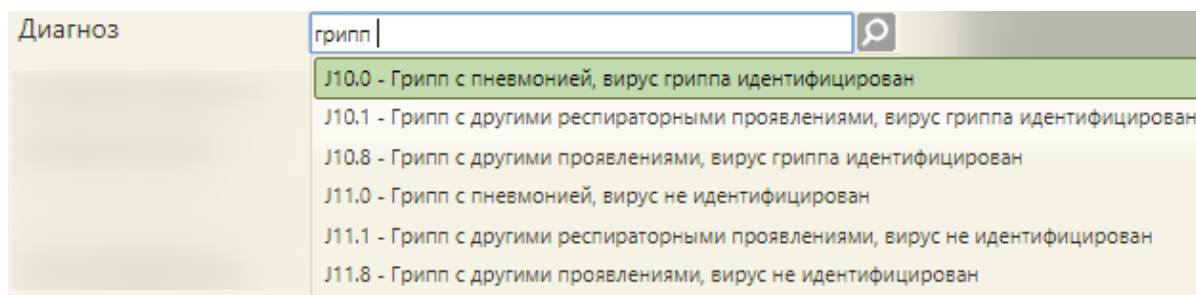 Диагноз
грипп
J10.0 - Грипп с пневмонией, вирус гриппа идентифицирован
J10.1 - Грипп с другими респираторными проявлениями, вирус гриппа идентифицирован
J10.8 - Грипп с другими проявлениями, вирус гриппа идентифицирован
J11.0 - Грипп с пневмонией, вирус не идентифицирован
J11.1 - Грипп с другими респираторными проявлениями, вирус не идентифицирован
J11.8 - Грипп с другими проявлениями, вирус не идентифицирован